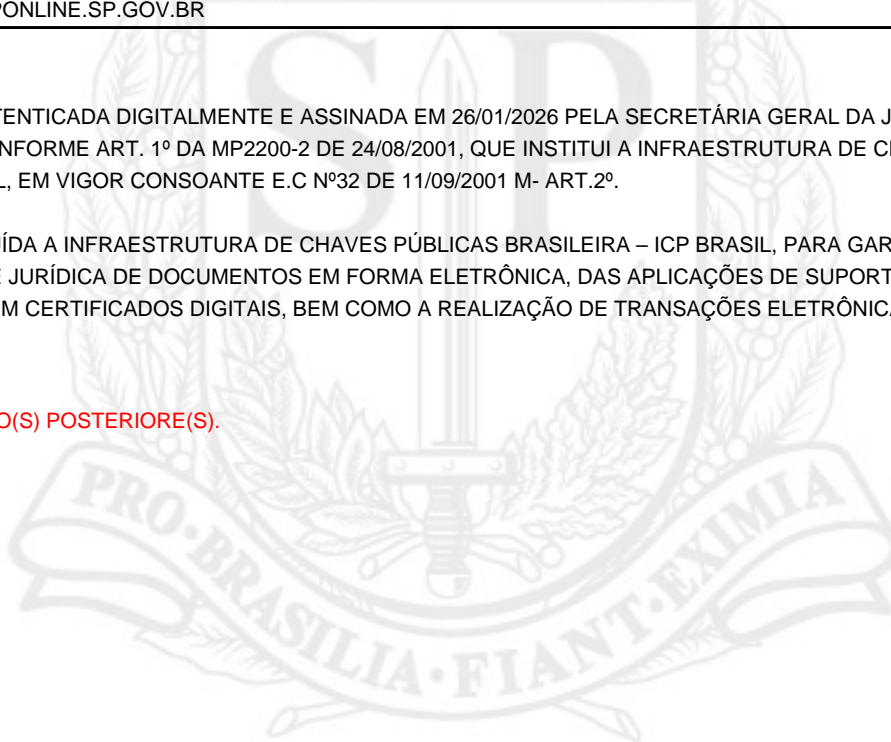 PONLINE.SP.GOV.BR
TENTICADA DIGITALMENTE E ASSINADA EM 26/01/2026 PELA SECRETÁRIA GERAL DA J
NFORME ART. 1º DA MP2200-2 DE 24/08/2001, QUE INSTITUI A INFRAESTRUTURA DE C
L, EM VIGOR CONSOANTE E.C Nº32 DE 11/09/2001 M- ART.2º.
ÍDA A INFRAESTRUTURA DE CHAVES PÚBLICAS BRASILEIRA – ICP BRASIL, PARA GAR
E JURÍDICA DE DOCUMENTOS EM FORMA ELETRÔNICA, DAS APLICAÇÕES DE SUPORT
M CERTIFICADOS DIGITAIS, BEM COMO A REALIZAÇÃO DE TRANSAÇÕES ELETRÔNICA
O(S) POSTERIORE(S).
SP
PRO·BRASILIA·FIANT·EXIMIA